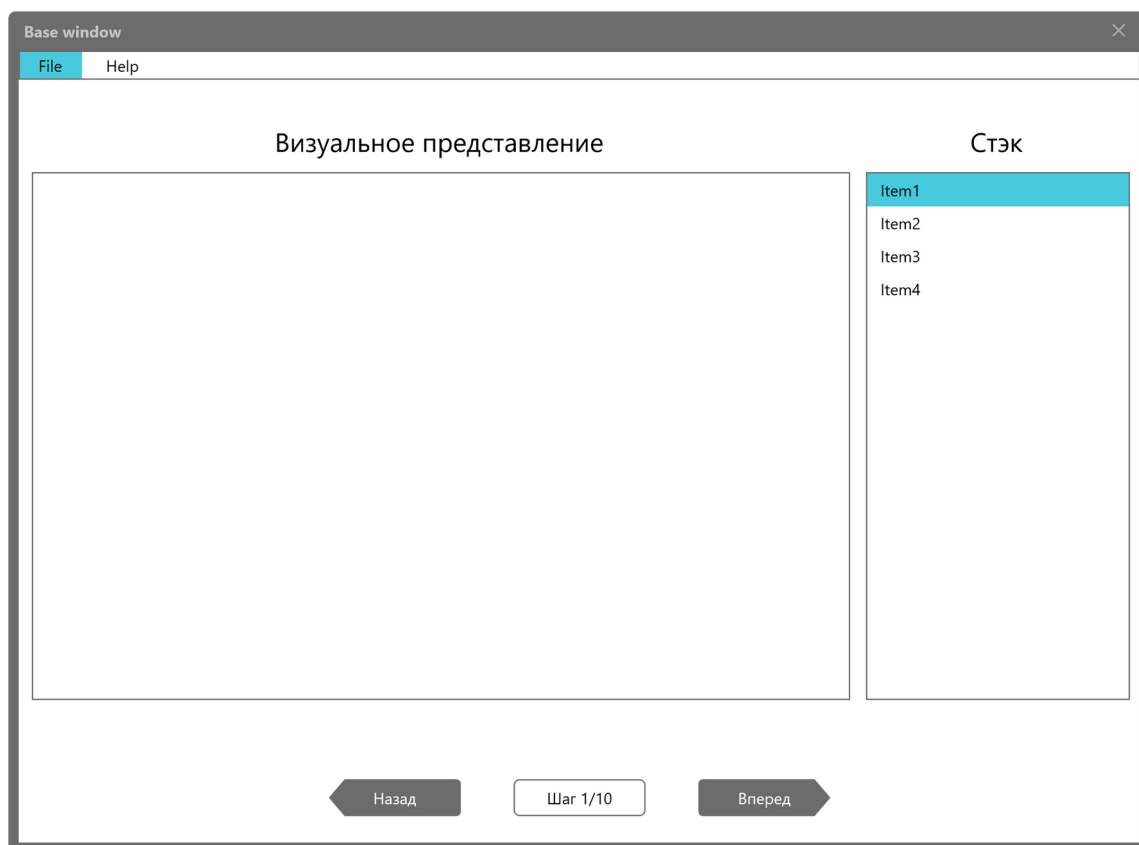 Base window
File Help
Визуальное представление
Стэк
Item1
Item2
Item3
Item4
Назад
Шаг 1/10
Вперед